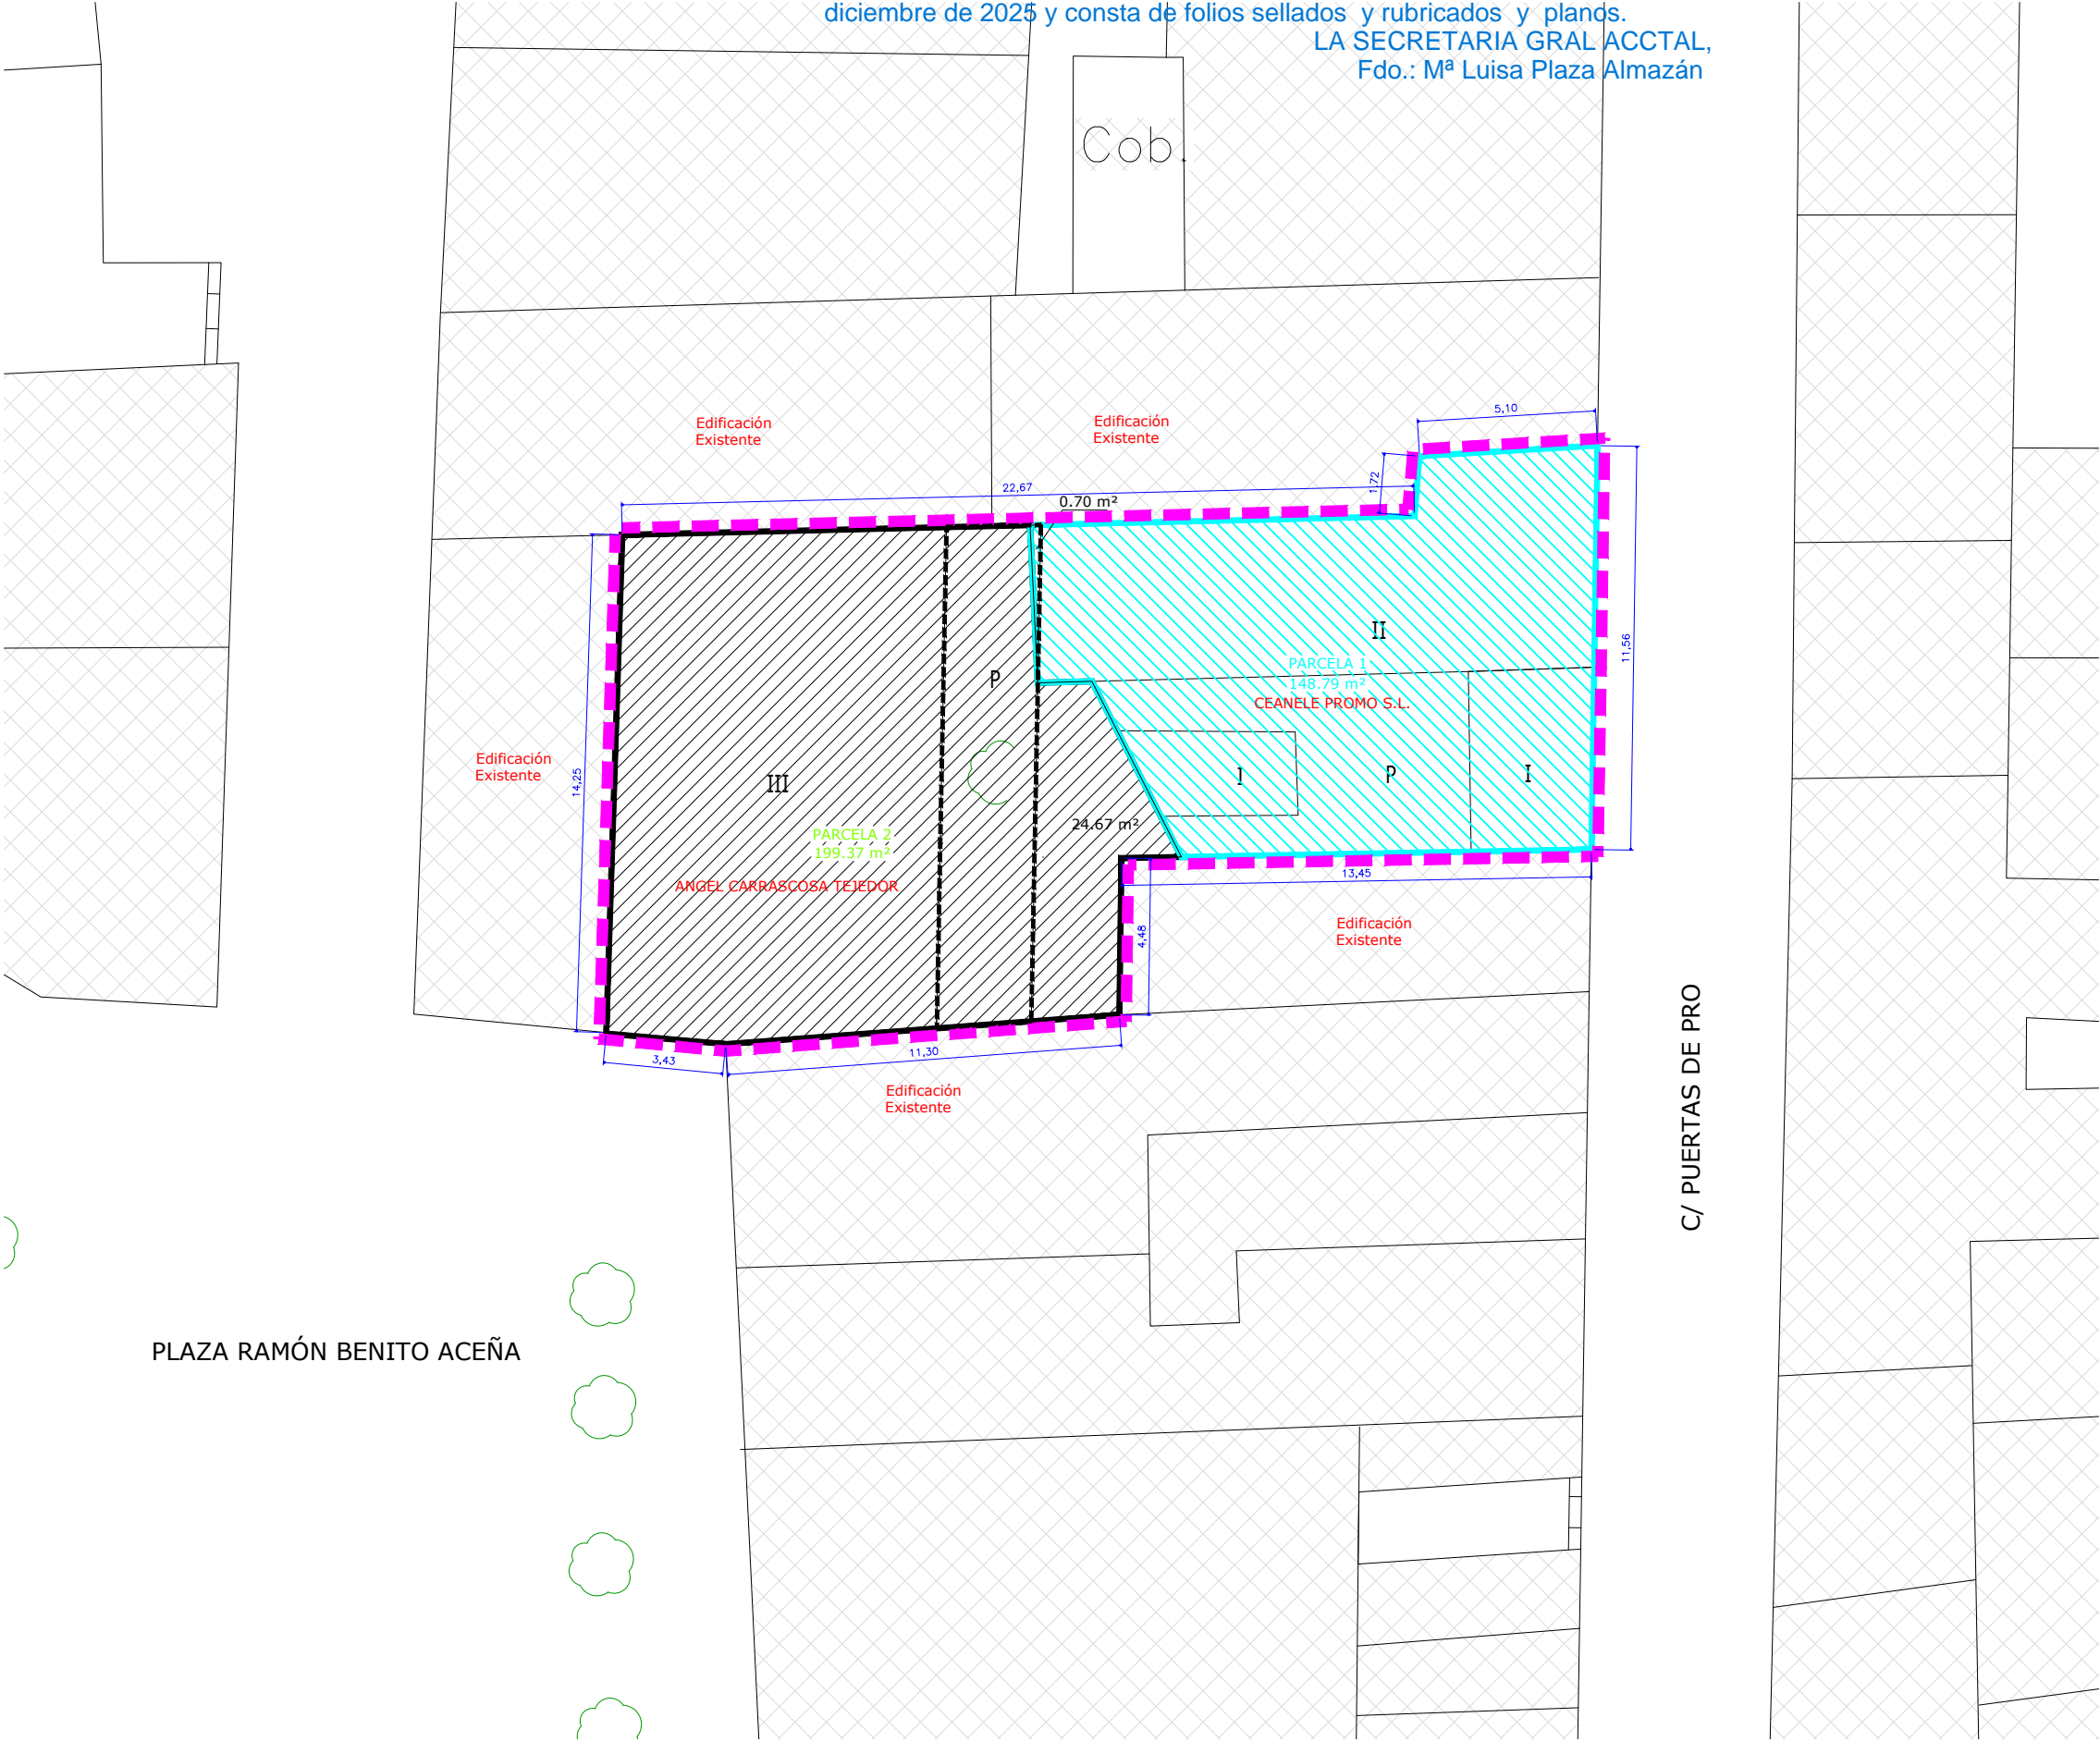 diciembre de 2025 y consta de folios sellados y rubricados y planos.
LA SECRETARIA GRAL ACCTAL,
Fdo.: Mª Luisa Plaza Almazán
Cob.
5,10
Edificación
Existente
Edificación
Existente
1,72
22,67
0.70 m²
II
11,56
PARCELA 1
148.79 m²
CEANELE PROMO S.L.
P
Edificación
Existente
14,25
III
1
P
I
24.67 m²
PARCELA 2
199.37 m²
13,45
ANGEL CARRASCOSA TEJEDOR
4,48
Edificación
Existente
3,43
11,30
Edificación
Existente
C/ PUERTAS DE PRO
PLAZA RAMÓN BENITO ACEÑA